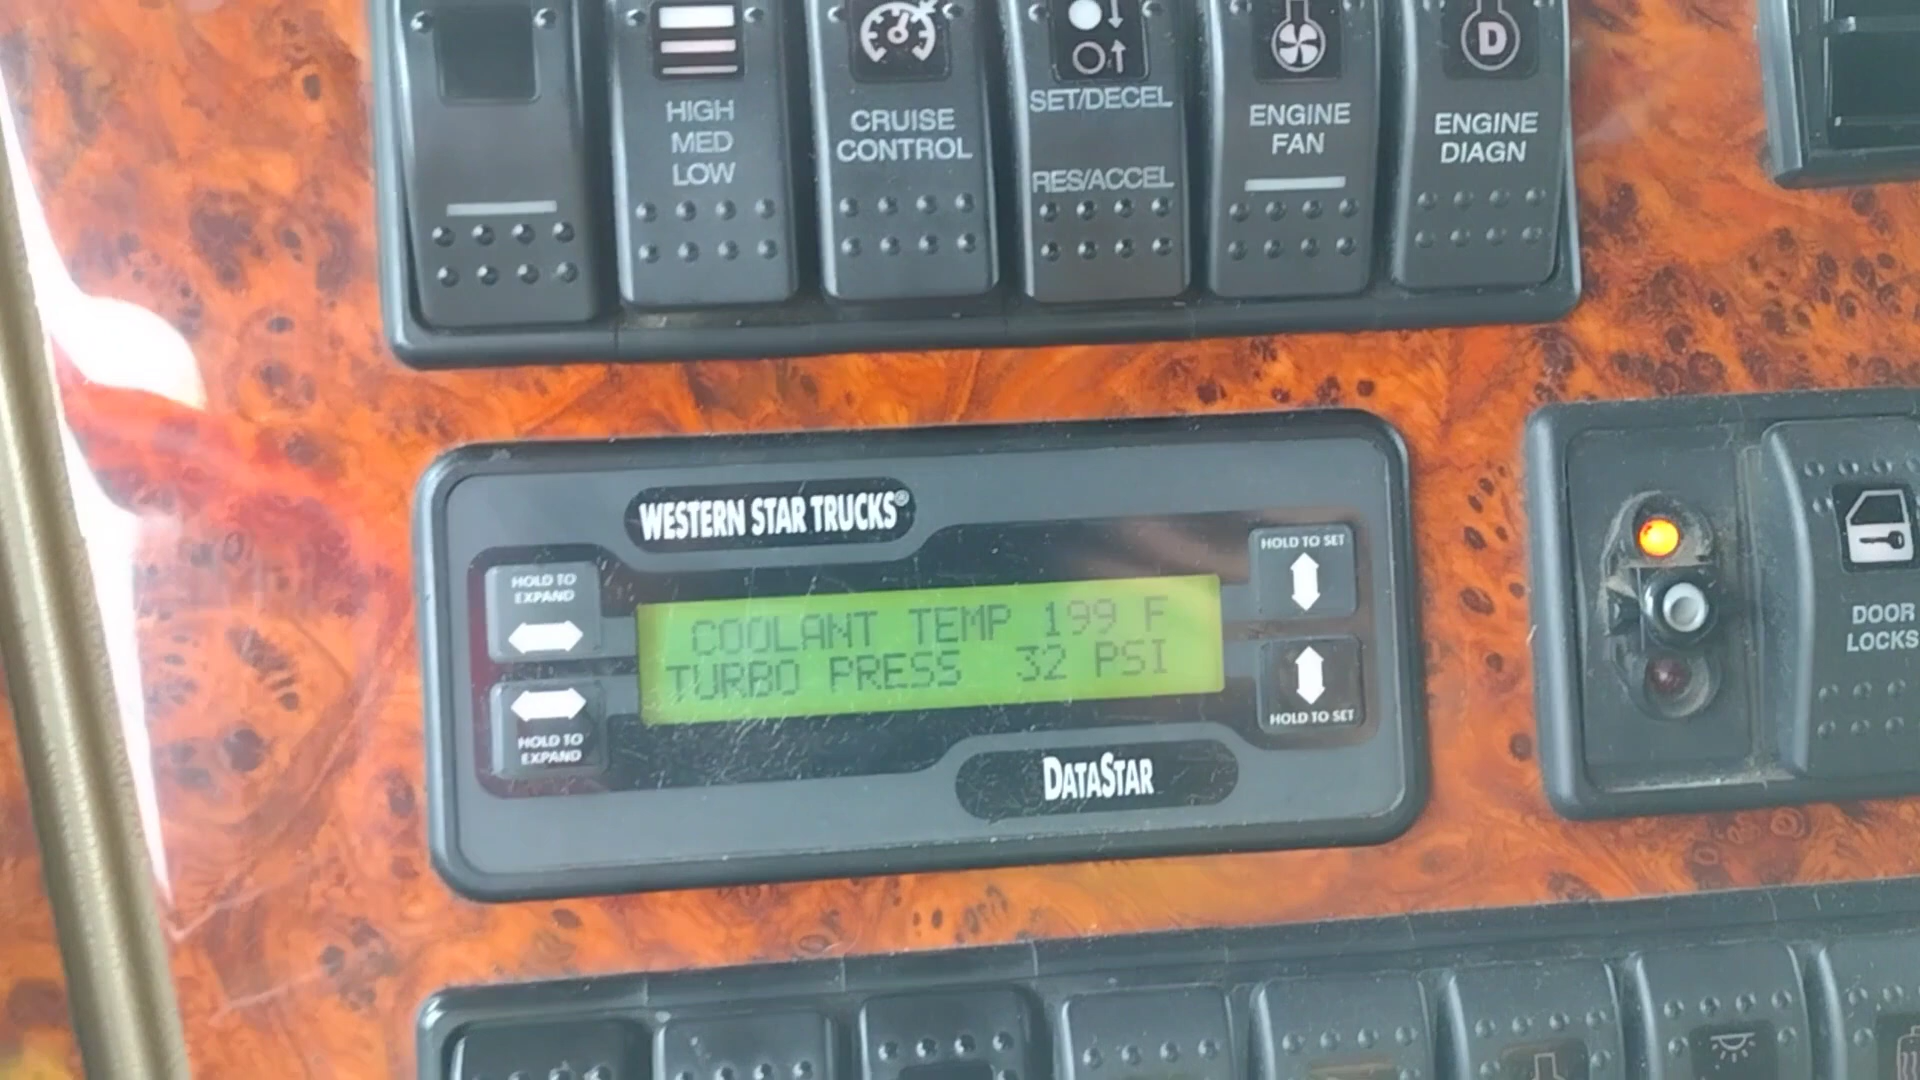 HIGH
MED
LOW
CRUISE
CONTROL
SET/DECEL
RES/ACCEL
ENGINE
FAN
D
ENGINE
DIAGN
WESTERN STAR TRUCKS®
HOLD TO
EXPAND
HOLD TO SET
COOLANT TEMP 199 F
TURBO PRESS 32 PSI
HOLD TO
EXPAND
HOLD TO SET
DATASTAR
DOOR
LOCKS